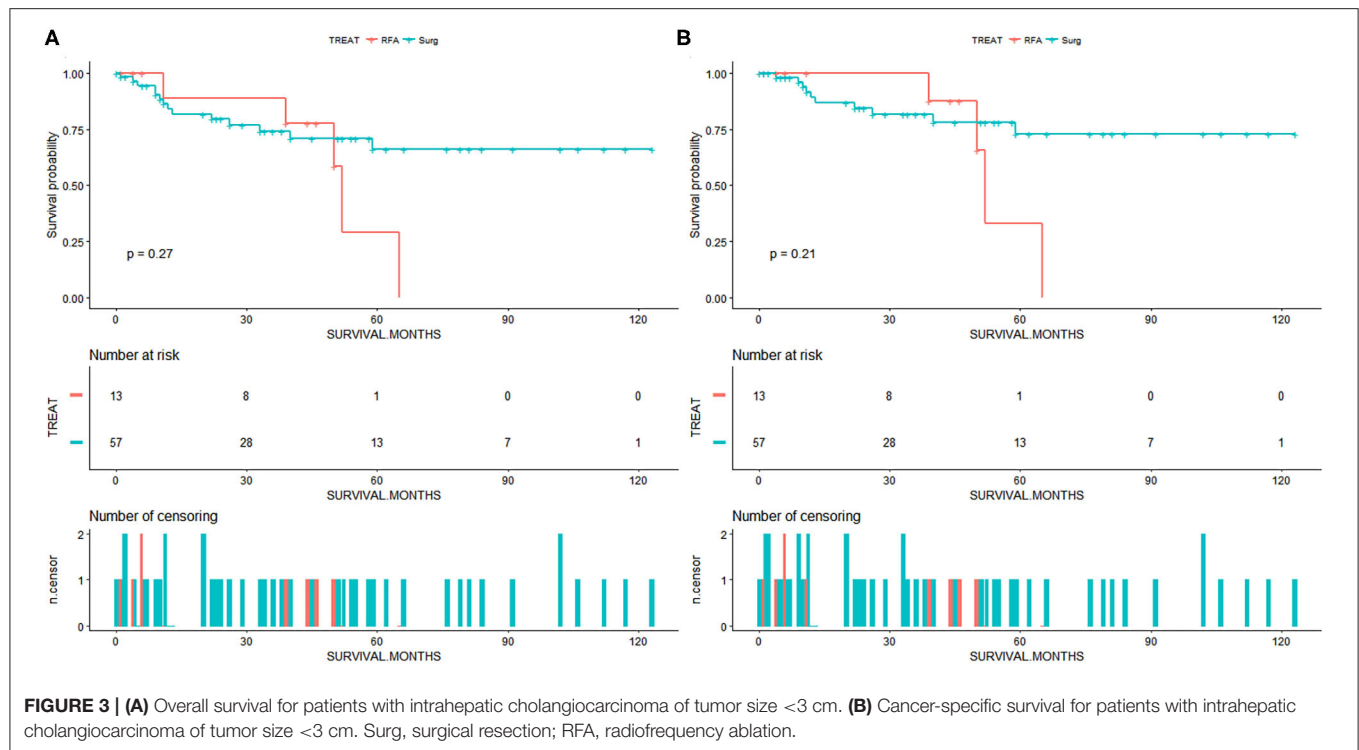 A
TREAT RFA Surg
1.00
0.75
0.50
0.25
0.00
Survival probability
p = 0.27
0 30 60 90 120
SURVIVAL.MONTHS
Number at risk
TREAT
13 8 1 0 0
57 28 13 7 1
0 30 60 90 120
SURVIVAL.MONTHS
Number of censoring
n.censor
2
1
0
0 30 60 90 120
SURVIVAL.MONTHS
B
TREAT RFA Surg
1.00
0.75
0.50
0.25
0.00
Survival probability
p = 0.21
0 30 60 90 120
SURVIVAL.MONTHS
Number at risk
TREAT
13 8 1 0 0
57 28 13 7 1
0 30 60 90 120
SURVIVAL.MONTHS
Number of censoring
n.censor
2
1
0
0 30 60 90 120
SURVIVAL.MONTHS
FIGURE 3 | (A) Overall survival for patients with intrahepatic cholangiocarcinoma of tumor size <3 cm. (B) Cancer-specific survival for patients with intrahepatic
cholangiocarcinoma of tumor size <3 cm. Surg, surgical resection; RFA, radiofrequency ablation.